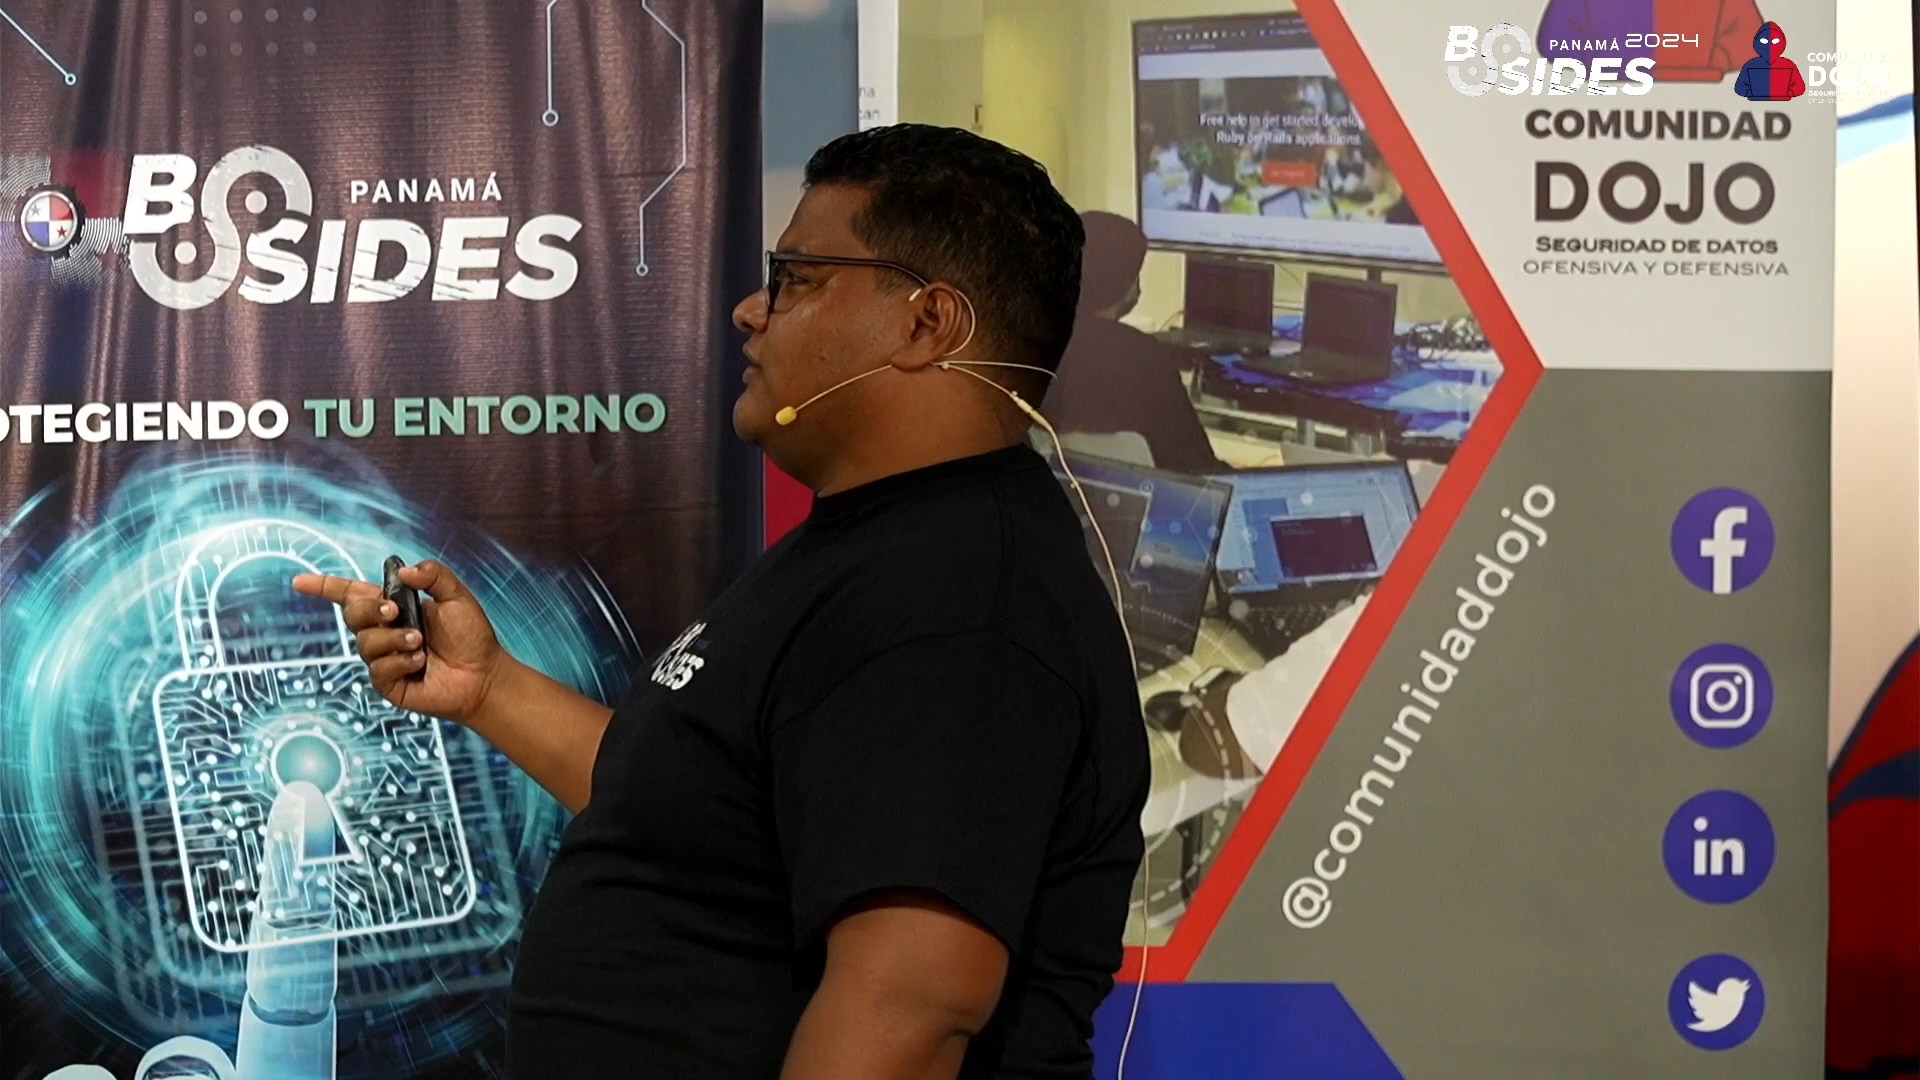 BSIDES
PANAMÁ
OTEGIENDO TU ENTORNO
Free help to get started develo
Ruby on Rails applications.
BSIDES PANAMÁ 2024
COMUNIDAD
DOJO
SEGURIDAD DE DATOS
OFENSIVA Y DEFENSIVA
@comunidaddojo
f
in